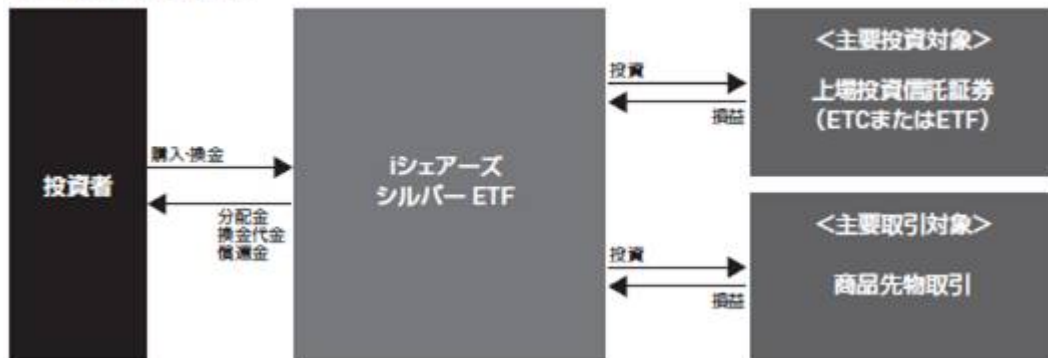 投資者
購入・換金
分配金
換金代金
償還金
iシェアーズ
シルバー ETF
投資
損益
＜主要投資対象＞
上場投資信託証券
（ETCまたはETF）
投資
損益
＜主要取引対象＞
商品先物取引